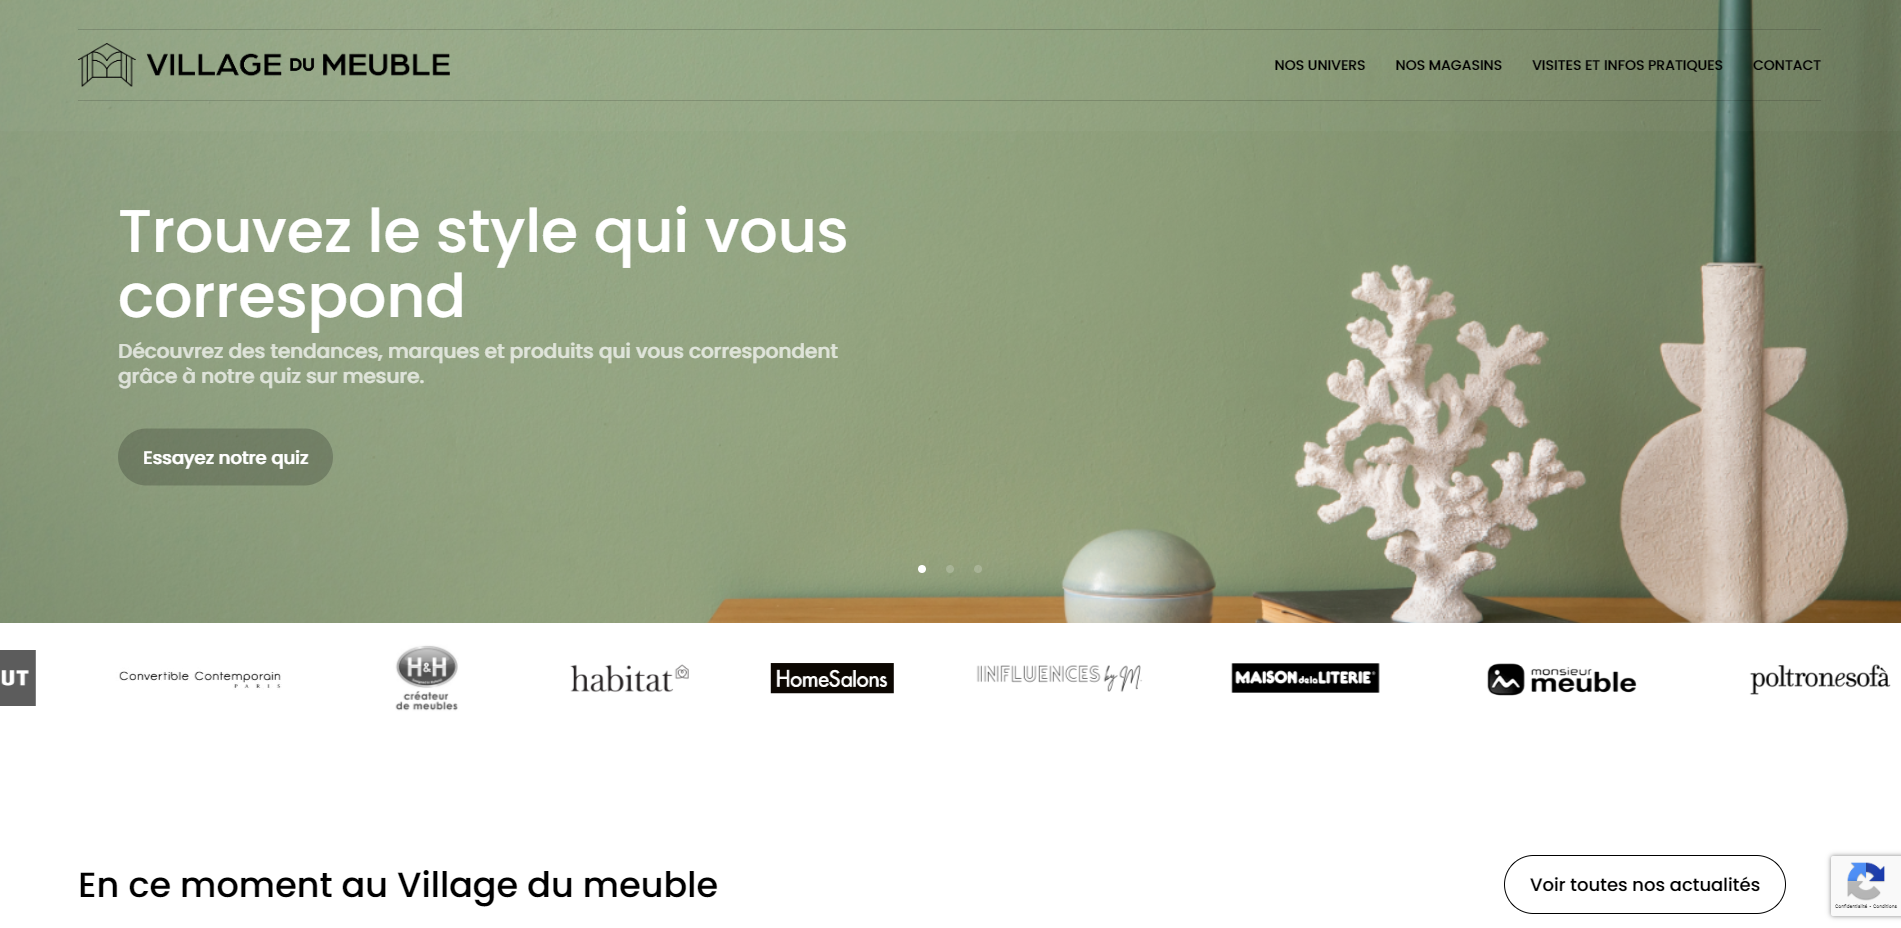 VILLAGE DU MEUBLE
NOS UNIVERS
NOS MAGASINS
VISITES ET INFOS PRATIQUES
CONTACT
Trouvez le style qui vous
correspond
Découvrez des tendances, marques et produits qui vous correspondent
grâce à notre quiz sur mesure.
Essayez notre quiz
UT
Convertible Contemporain
PARIS
H&H
créateur
de meubles
habitat
HomeSalons
INFLUENCES by M.
MAISON de la LITERIE
monsieur
meuble
poltronesofà
En ce moment au Village du meuble
Voir toutes nos actualités
Confidentialité - Conditions